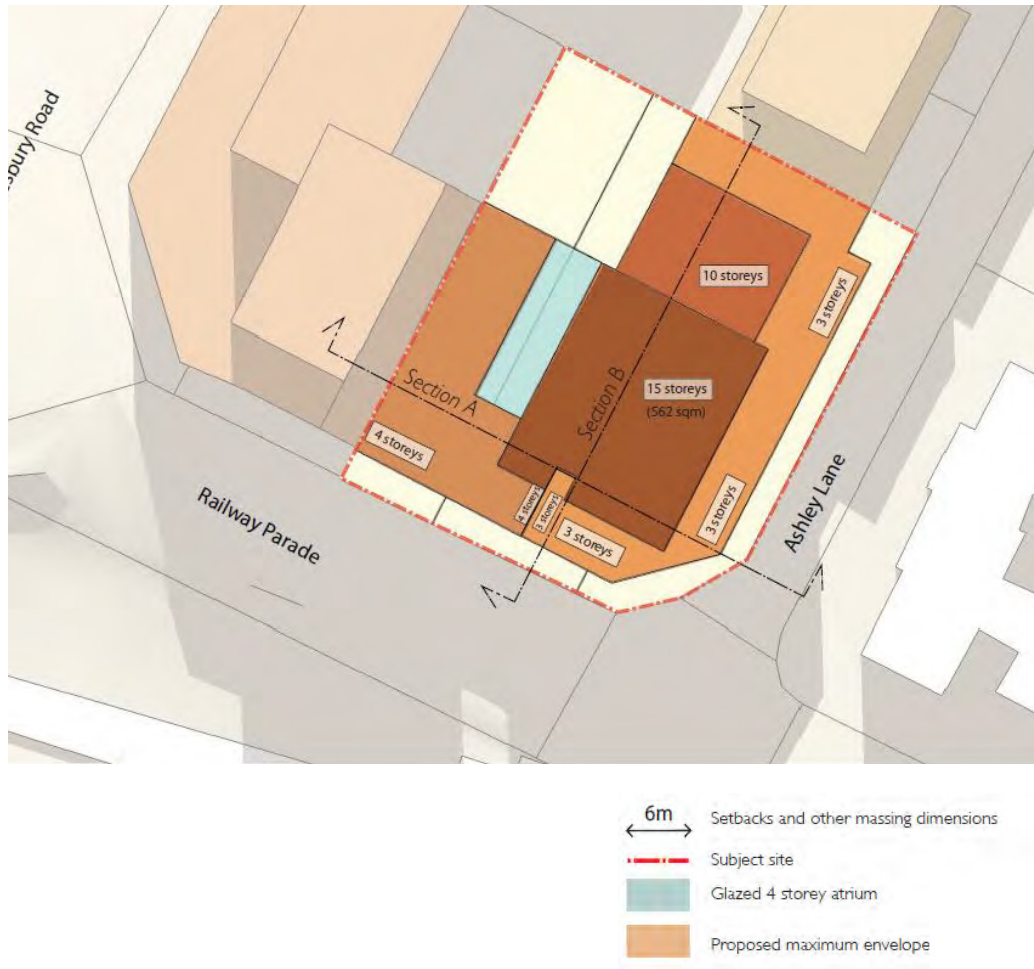 sbury Road
10 storeys
3 storeys
15 storeys
(562 sqm)
Section A
Section B
4 storeys
4 storeys
3 storeys
3 storeys
3 storeys
Ashley Lane
Railway Parade
6m
Setbacks and other massing dimensions
Subject site
Glazed 4 storey atrium
Proposed maximum envelope